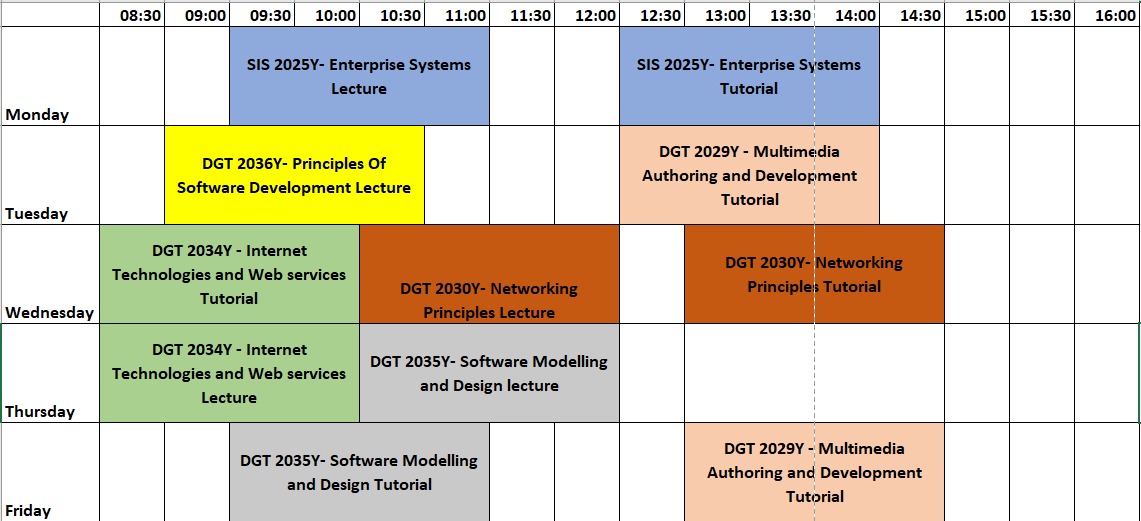 08:30 09:00 09:30 10:00 10:30 11:00 11:30 12:00 12:30 13:00 13:30 14:00 14:30 15:00 15:30 16:00
Monday
SIS 2025Y- Enterprise Systems
Lecture
SIS 2025Y- Enterprise Systems
Tutorial
Tuesday
DGT 2036Y- Principles Of
Software Development Lecture
DGT 2029Y - Multimedia
Authoring and Development
Tutorial
Wednesday
DGT 2034Y - Internet
Technologies and Web services
Tutorial
DGT 2030Y- Networking
Principles Lecture
DGT 2030Y- Networking
Principles Tutorial
Thursday
DGT 2034Y - Internet
Technologies and Web services
Lecture
DGT 2035Y- Software Modelling
and Design lecture
Friday
DGT 2035Y- Software Modelling
and Design Tutorial
DGT 2029Y - Multimedia
Authoring and Development
Tutorial